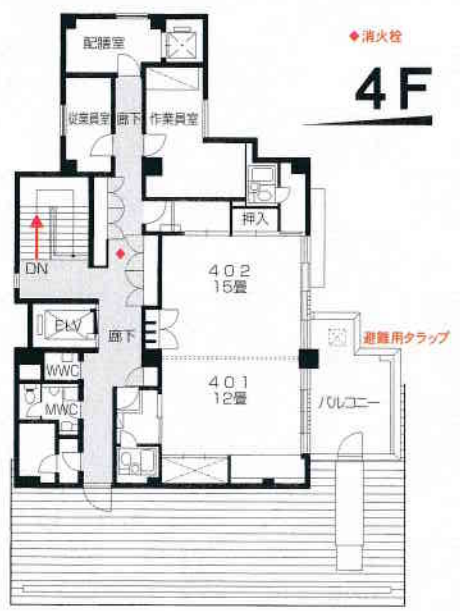 ◆消火栓
4F
配膳室
従業員室
廊下
作業員室
押入
DN
402
15畳
ELV
廊下
避難用タラップ
WWC
401
12畳
バルコニー
MWC